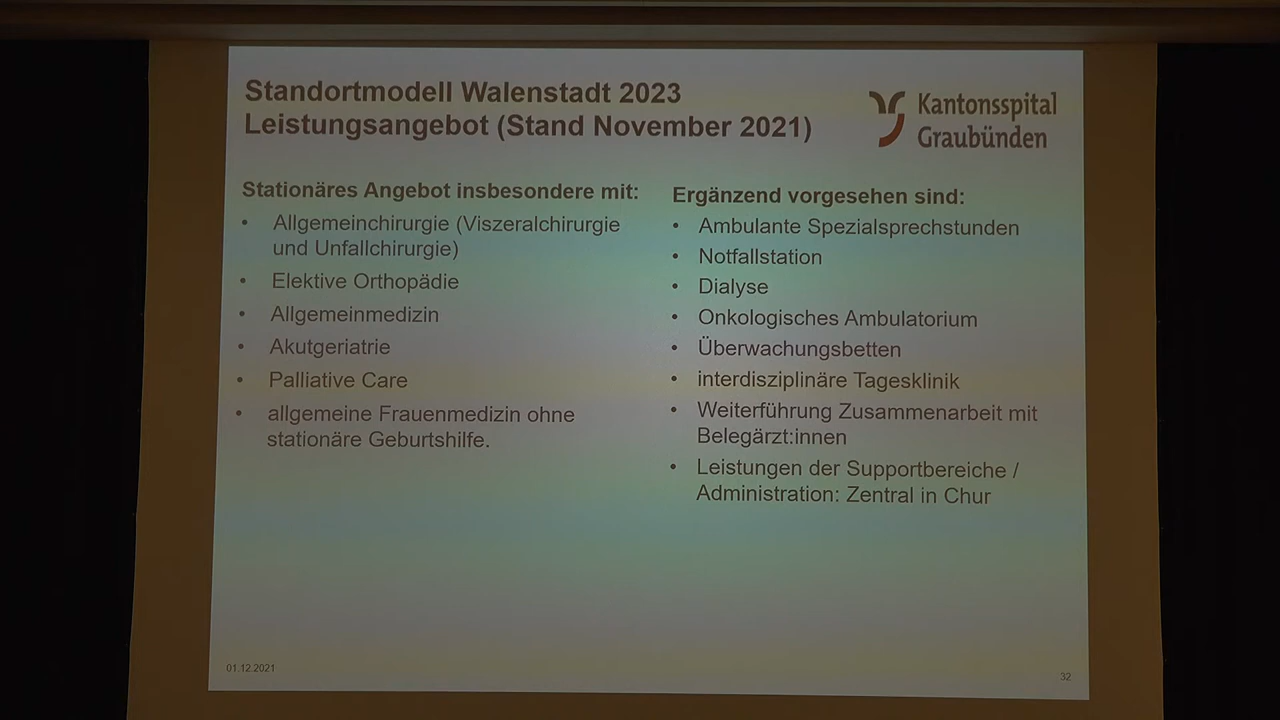 Standortmodell Walenstadt 2023
Leistungsangebot (Stand November 2021)
Kantonsspital
Graubünden
Stationäres Angebot insbesondere mit:
• Allgemeinchirurgie (Viszeralchirurgie
und Unfallchirurgie)
• Elektive Orthopädie
• Allgemeinmedizin
• Akutgeriatrie
• Palliative Care
• allgemeine Frauenmedizin ohne
stationäre Geburtshilfe.
Ergänzend vorgesehen sind:
• Ambulante Spezialsprechstunden
• Notfallstation
• Dialyse
• Onkologisches Ambulatorium
• Überwachungsbetten
• interdisziplinäre Tagesklinik
• Weiterführung Zusammenarbeit mit
Belegärzt:innen
• Leistungen der Supportbereiche /
Administration: Zentral in Chur
01.12.2021
32